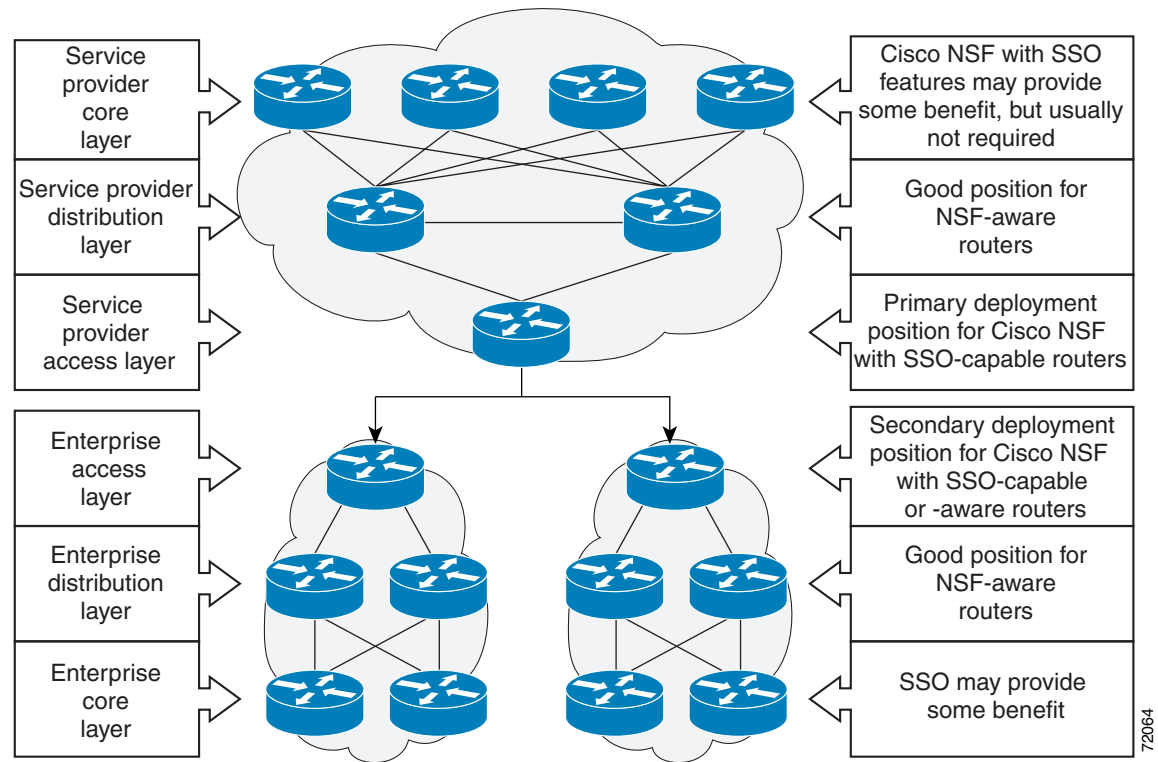 Service
provider
core
layer
Cisco NSF with SSO
features may provide
some benefit, but usually
not required
Service provider
distribution
layer
Good position for
NSF-aware
routers
Service
provider
access layer
Primary deployment
position for Cisco NSF
with SSO-capable routers
Enterprise
access
layer
Secondary deployment
position for Cisco NSF
with SSO-capable
or -aware routers
Enterprise
distribution
layer
Good position for
NSF-aware
routers
Enterprise
core
layer
SSO may provide
some benefit
72064